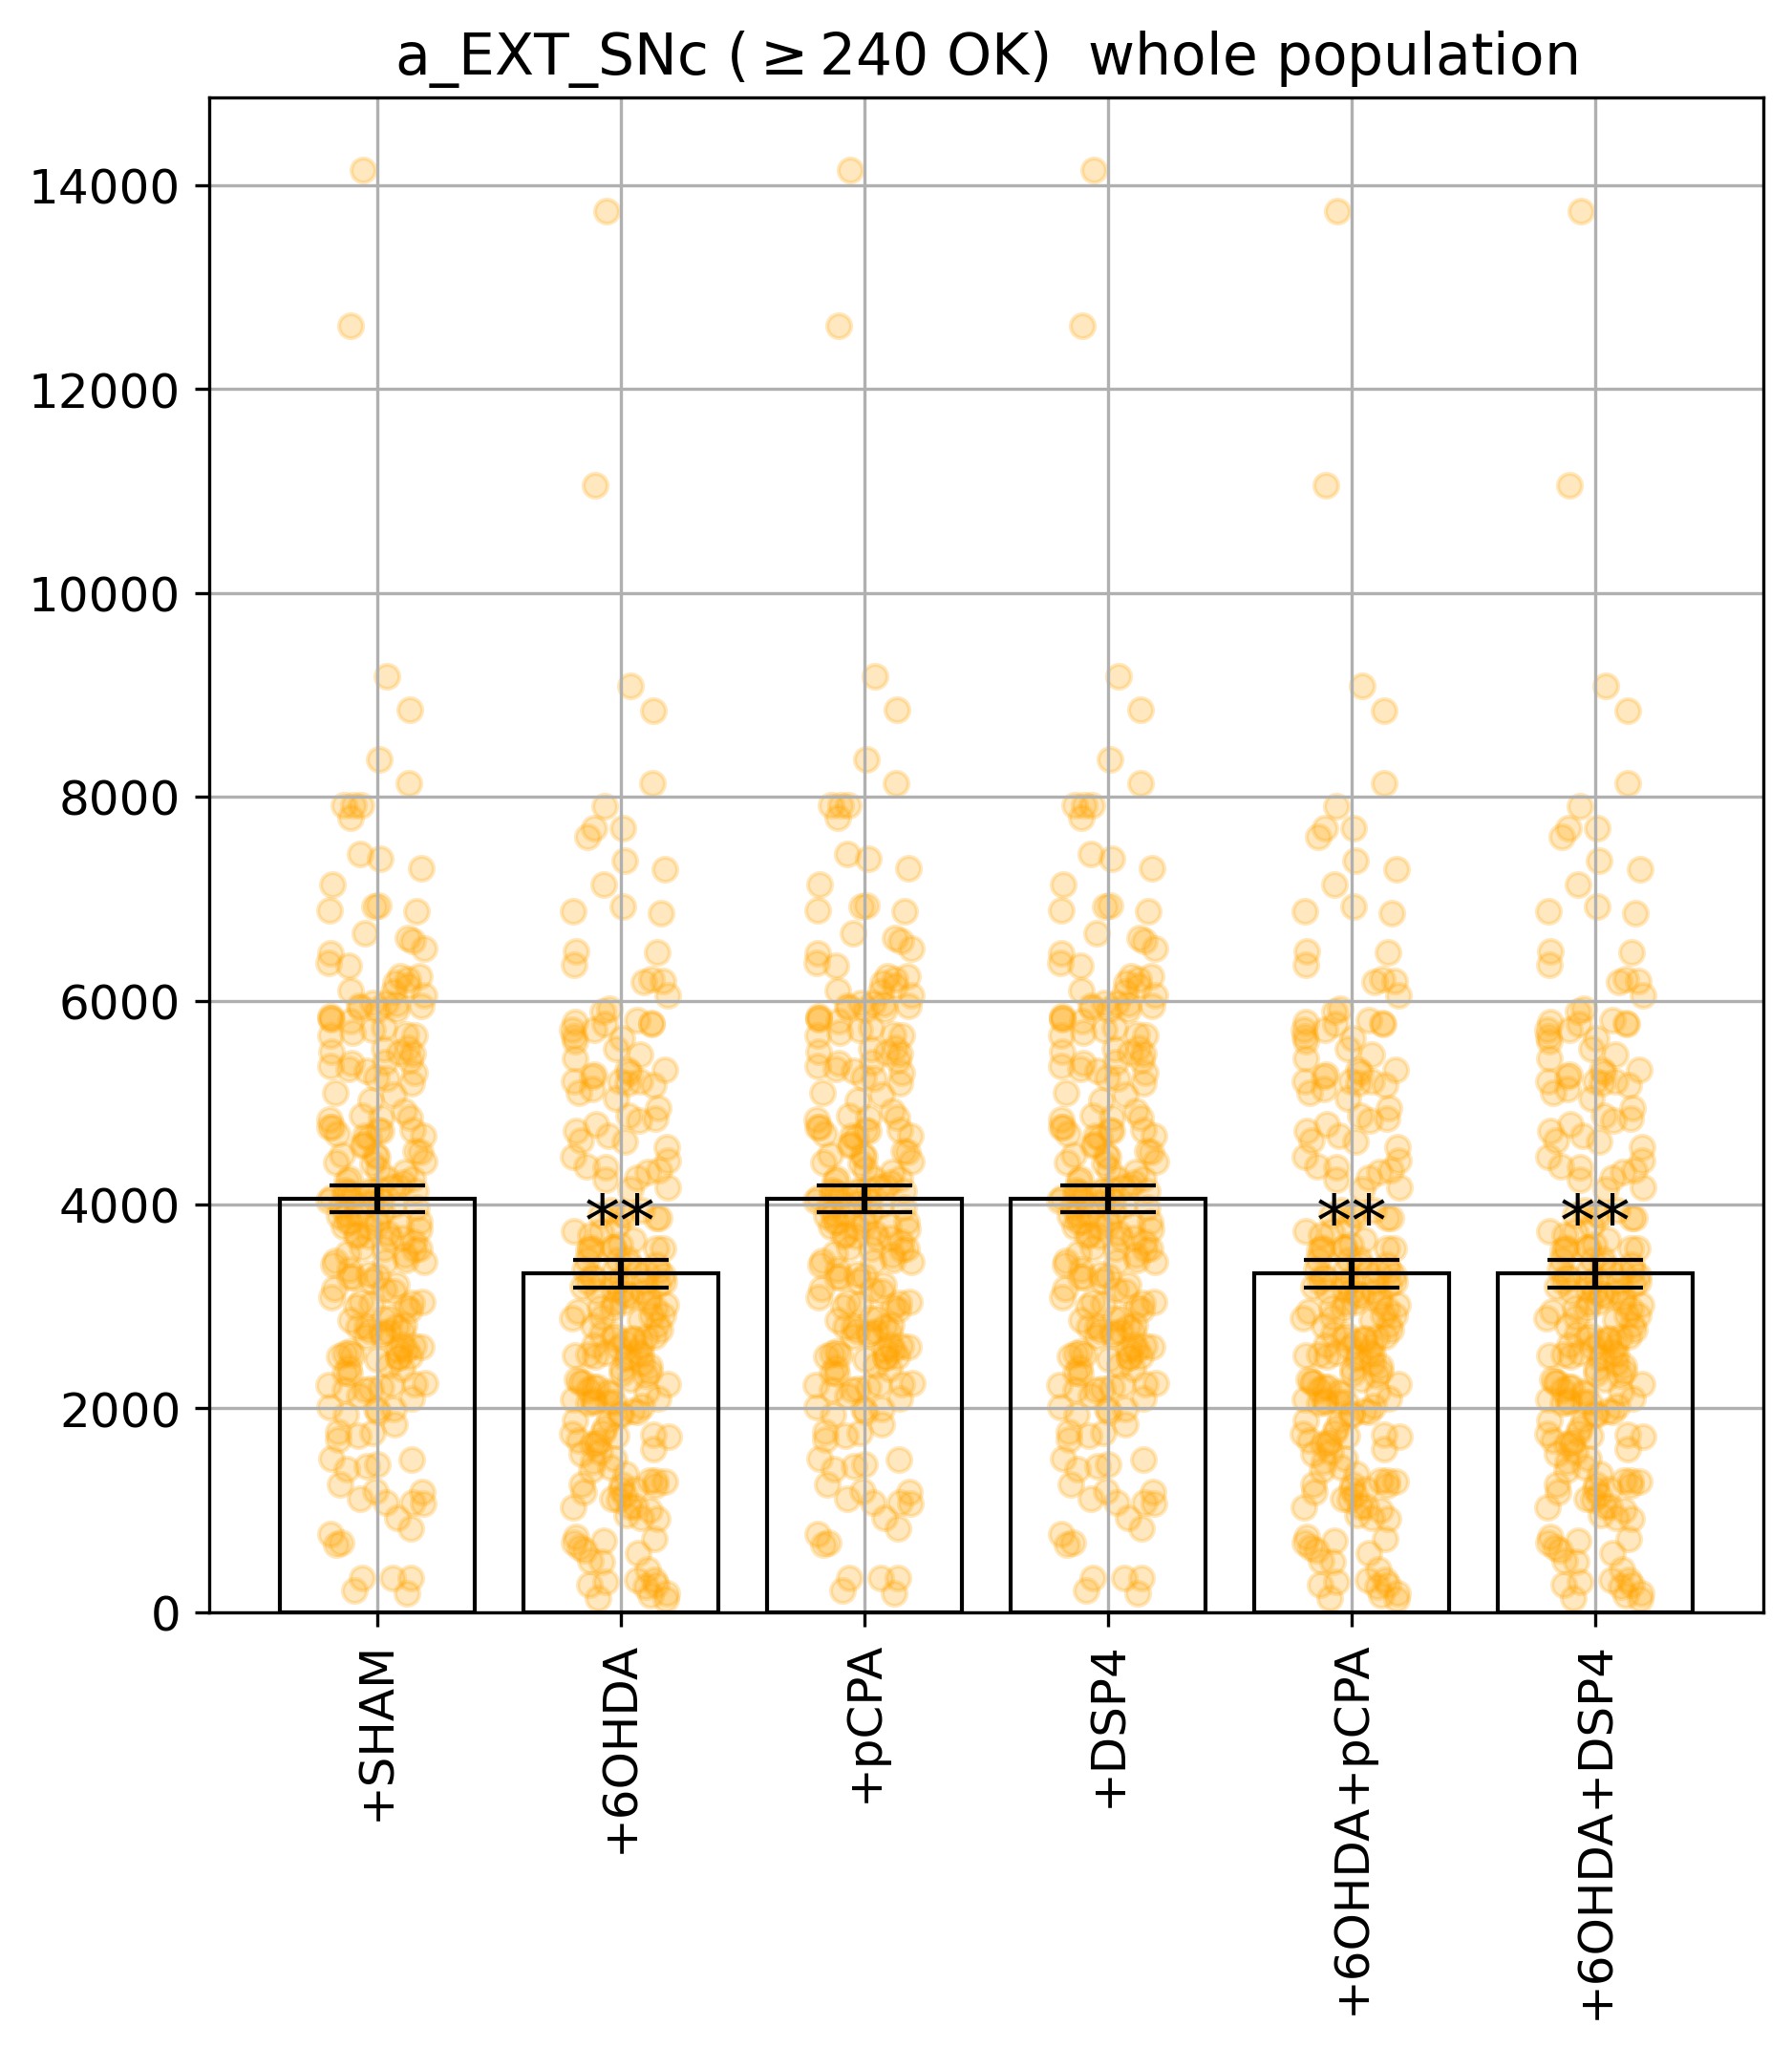 a_EXT_SNc (≥240 OK)  whole population
14000
12000
10000
8000
6000
4000
2000
0
**
**
**
+SHAM
+6OHDA
+pCPA
+DSP4
+6OHDA+pCPA
+6OHDA+DSP4